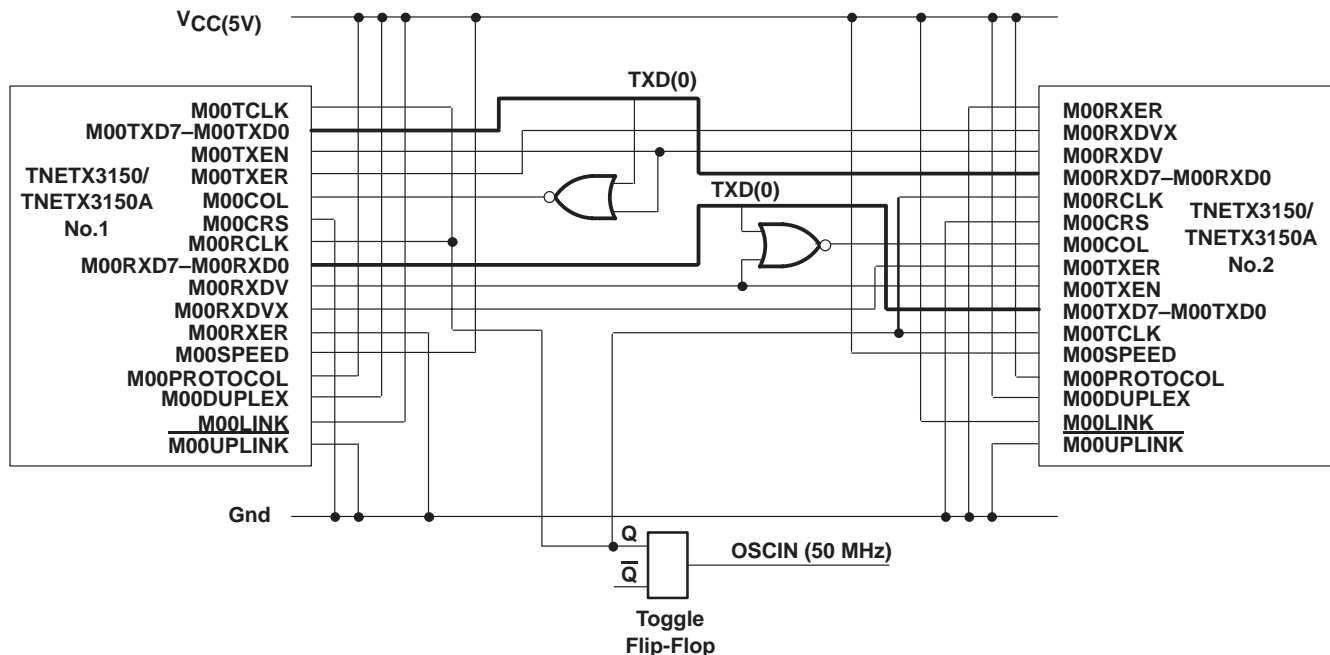 VCC(5V)
TXD(0)
M00TCLK
M00TXD7–M00TXD0
M00TXEN
M00TXER
M00COL
M00CRS
M00RCLK
M00RXD7–M00RXD0
M00RXDV
M00RXDVX
M00RXER
M00SPEED
M00PROTOCOL
M00DUPLEX
M00LINK
M00UPLINK
TNETX3150/
TNETX3150A
No.1
TXD(0)
M00RXER
M00RXDVX
M00RXDV
M00RXD7–M00RXD0
M00RCLK
M00CRS
M00COL
M00TXER
M00TXEN
M00TXD7–M00TXD0
M00TCLK
M00SPEED
M00PROTOCOL
M00DUPLEX
M00LINK
M00UPLINK
TNETX3150/
TNETX3150A
No.2
Gnd
Q
Q
OSCIN (50 MHz)
Toggle
Flip-Flop